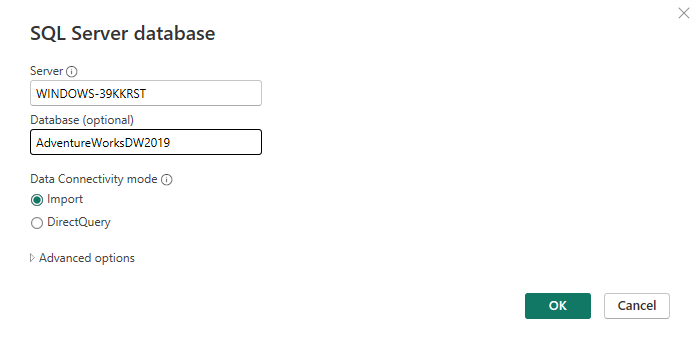 SQL Server database
Server
WINDOWS-39KKRST
Database (optional)
AdventureWorksDW2019
Data Connectivity mode
Import
DirectQuery
Advanced options
OK Cancel